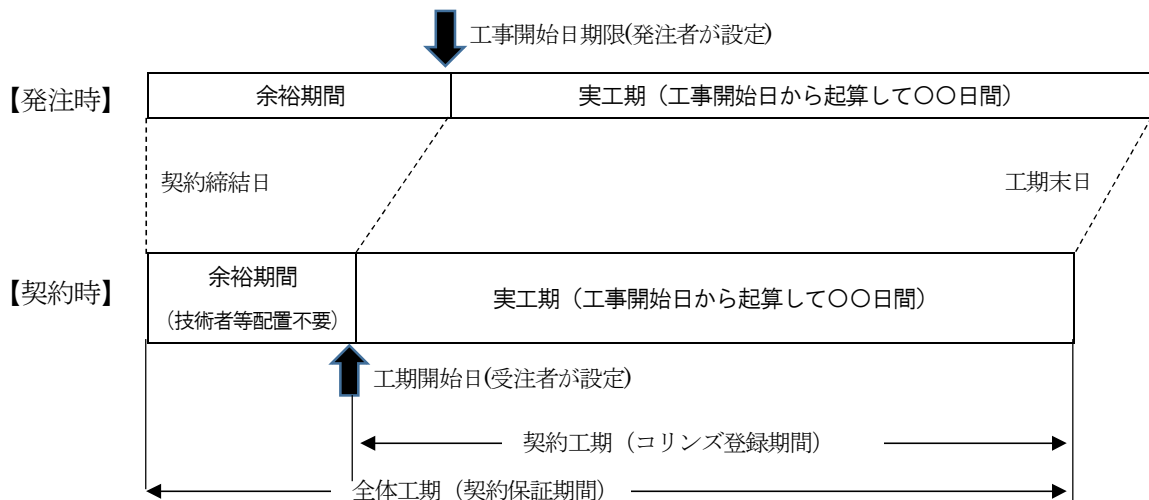 工事開始日期限(発注者が設定)
【発注時】
余裕期間
実工期（工事開始日から起算して〇〇日間）
契約締結日
工期末日
【契約時】
余裕期間
（技術者等配置不要）
実工期（工事開始日から起算して〇〇日間）
工期開始日(受注者が設定)
契約工期（コリンズ登録期間）
全体工期（契約保証期間）